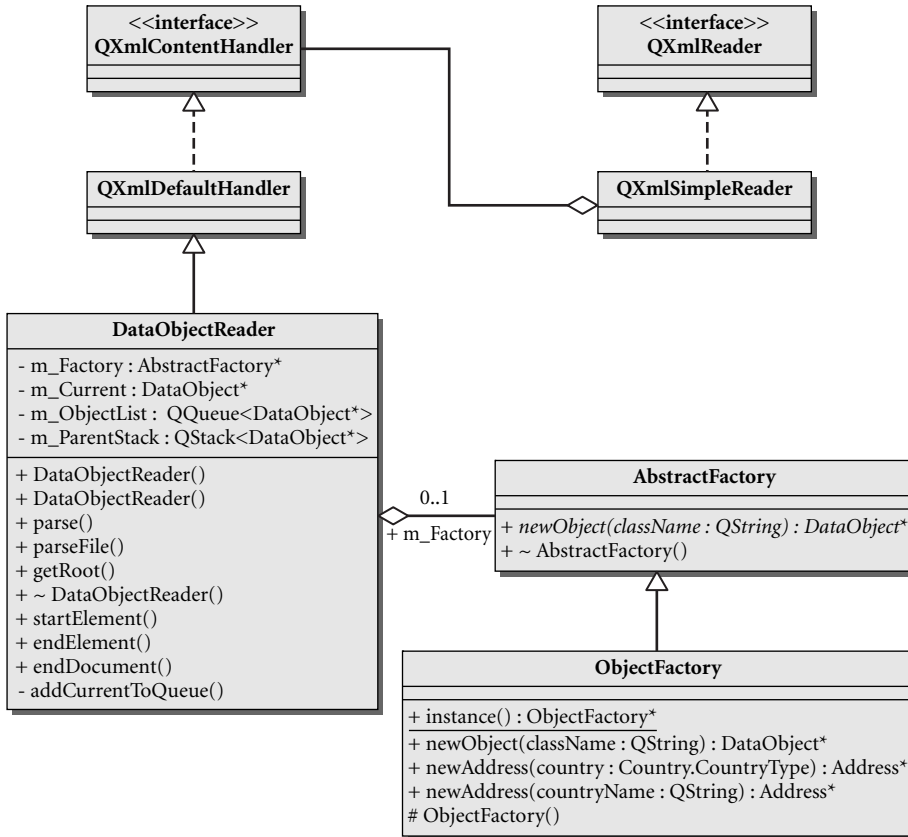 <<interface>>
QXmlContentHandler
<<interface>>
QXmlReader
QXmlDefaultHandler
QXmlSimpleReader
DataObjectReader
- m_Factory : AbstractFactory*
- m_Current : DataObject*
- m_ObjectList :  QQueue<DataObject*>
- m_ParentStack : QStack<DataObject*>
+ DataObjectReader()
+ DataObjectReader()
+ parse()
+ parseFile()
+ getRoot()
+ ~ DataObjectReader()
+ startElement()
+ endElement()
+ endDocument()
- addCurrentToQueue()
0..1
+ m_Factory
AbstractFactory
+ newObject(className : QString) : DataObject*
+ ~ AbstractFactory()
ObjectFactory
+ instance() : ObjectFactory*
+ newObject(className : QString) : DataObject*
+ newAddress(country : Country.CountryType) : Address*
+ newAddress(countryName : QString) : Address*
# ObjectFactory()